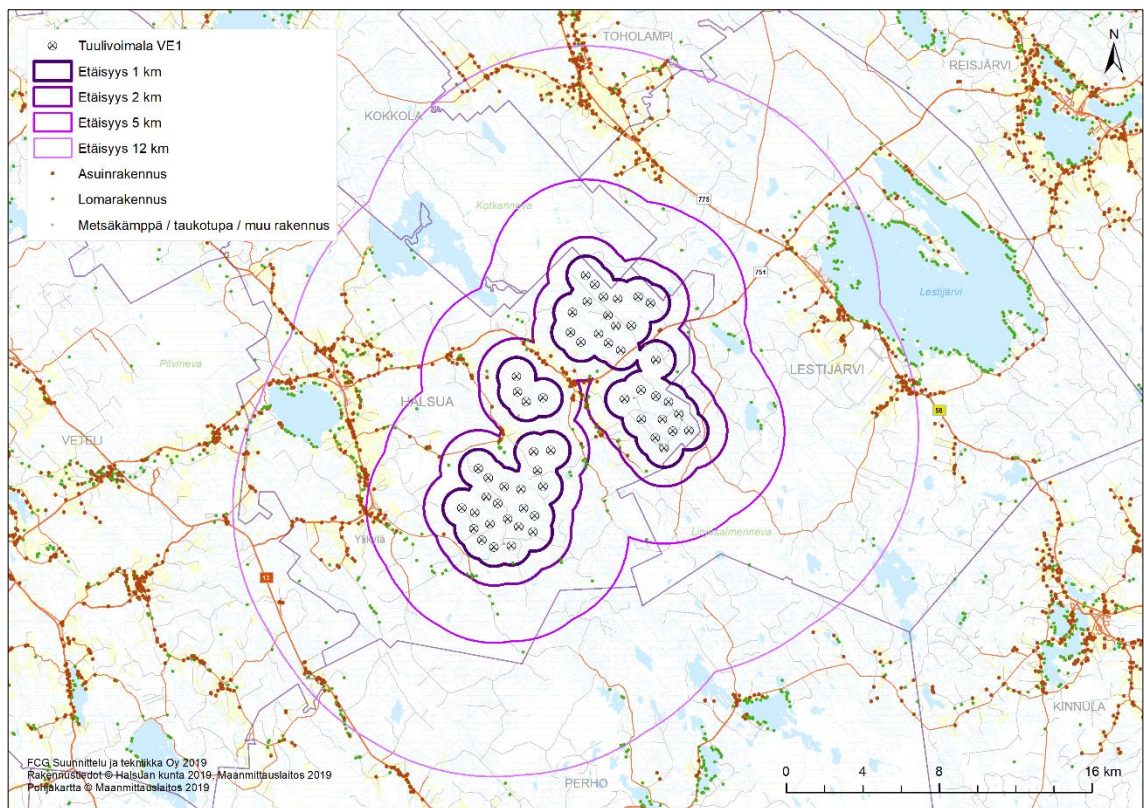 Tuulivoimala VE1
Etäisyys 1 km
Etäisyys 2 km
Etäisyys 5 km
Etäisyys 12 km
Asuinrakennus
Lomarakennus
Metsäkämppä / taukotupa / muu rakennus
TOHOLAMPI
N
REISJÄRVI
KOKKOLA
Kotkanneva
775
751
Lestijärvi
Pilvineva
LESTIJÄRVI
HALSUA
58
VETELI
Linjasalmenneva
Ylikylä
13
KINNULA
PERHO
FCG Suunnittelu ja tekniikka Oy 2019
Rakennustiedot © Halsuan kunta 2019, Maanmittauslaitos 2019
Pohjakartta © Maanmittauslaitos 2019
0 4 8 16 km